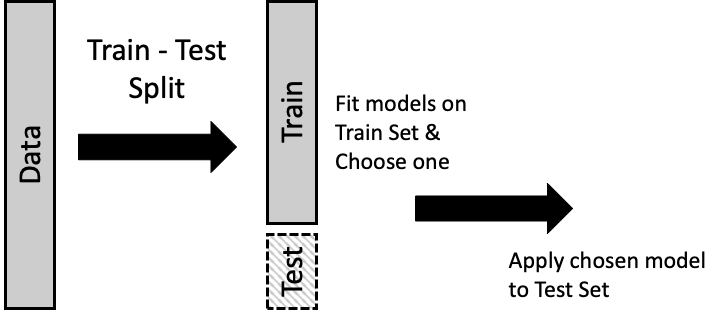 Data
Train - Test
Split
Train
Test
Fit models on
Train Set &
Choose one
Apply chosen model
to Test Set